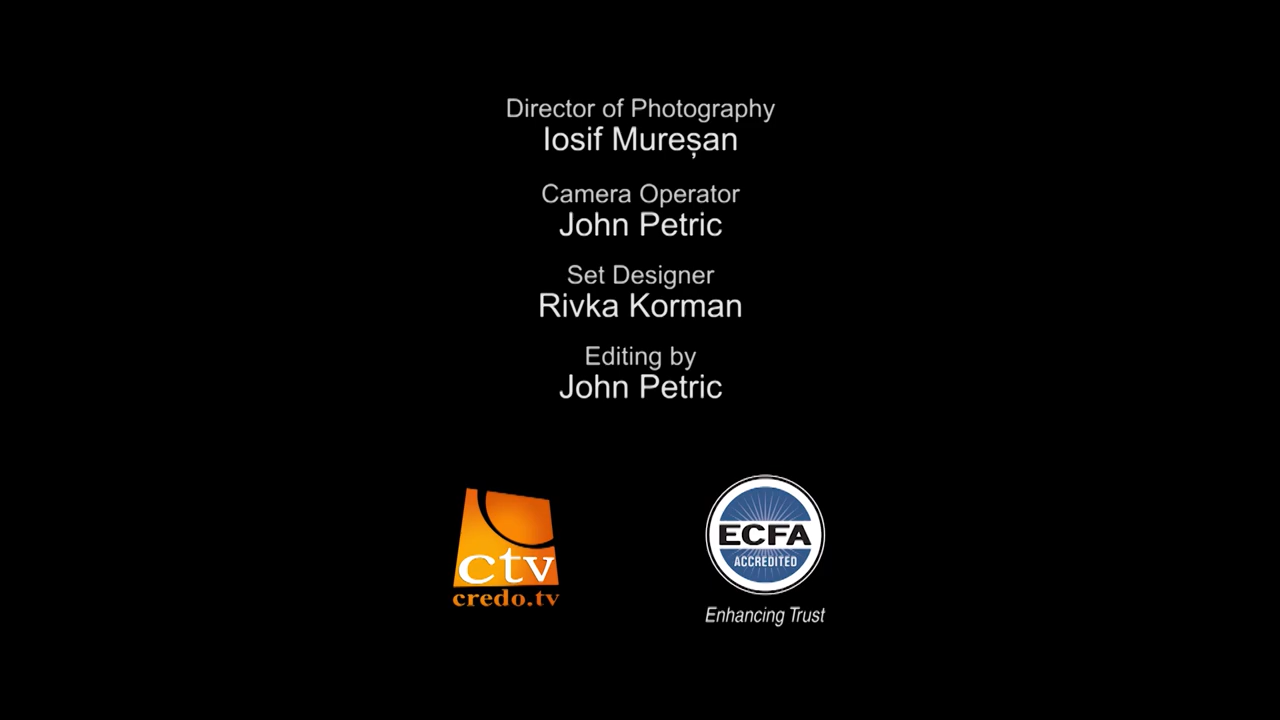 Director of Photography
Iosif Mureșan
Camera Operator
John Petric
Set Designer
Rivka Korman
Editing by
John Petric
ctv
credo.tv
ECFA
ACCREDITED
Enhancing Trust